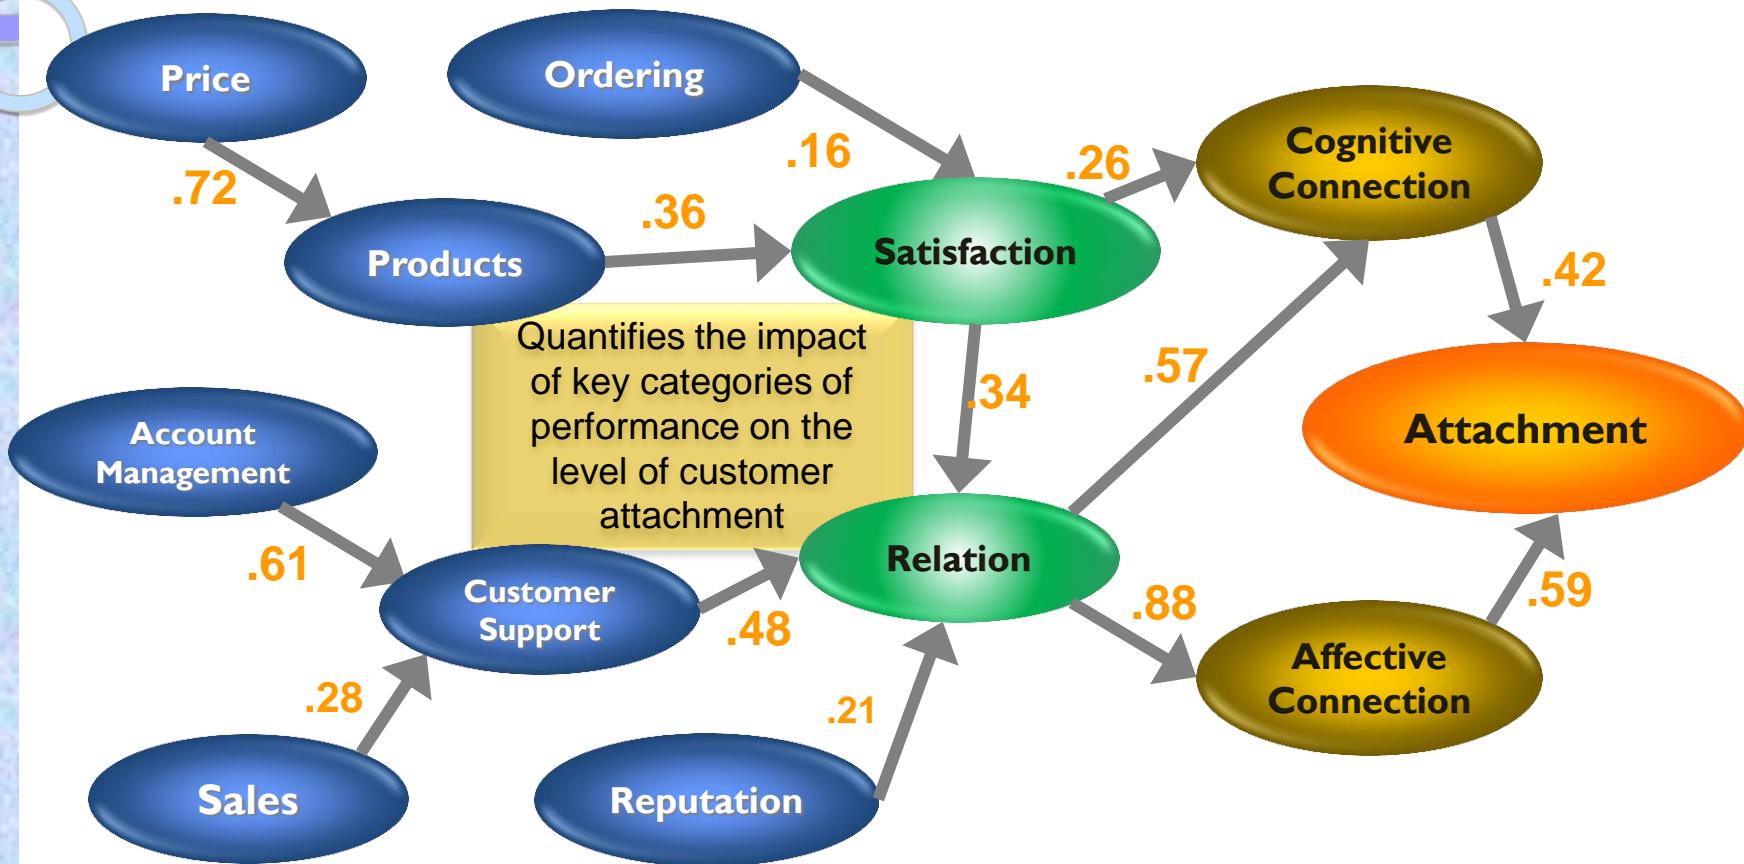 Price
Ordering
.72
.16
.26
Cognitive
Connection
Products
.36
Satisfaction
.42
Quantifies the impact
of key categories of
performance on the
level of customer
attachment
.34
.57
Attachment
Account
Management
.61
Customer
Support
.48
Relation
.88
.59
Affective
Connection
.28
.21
Sales
Reputation